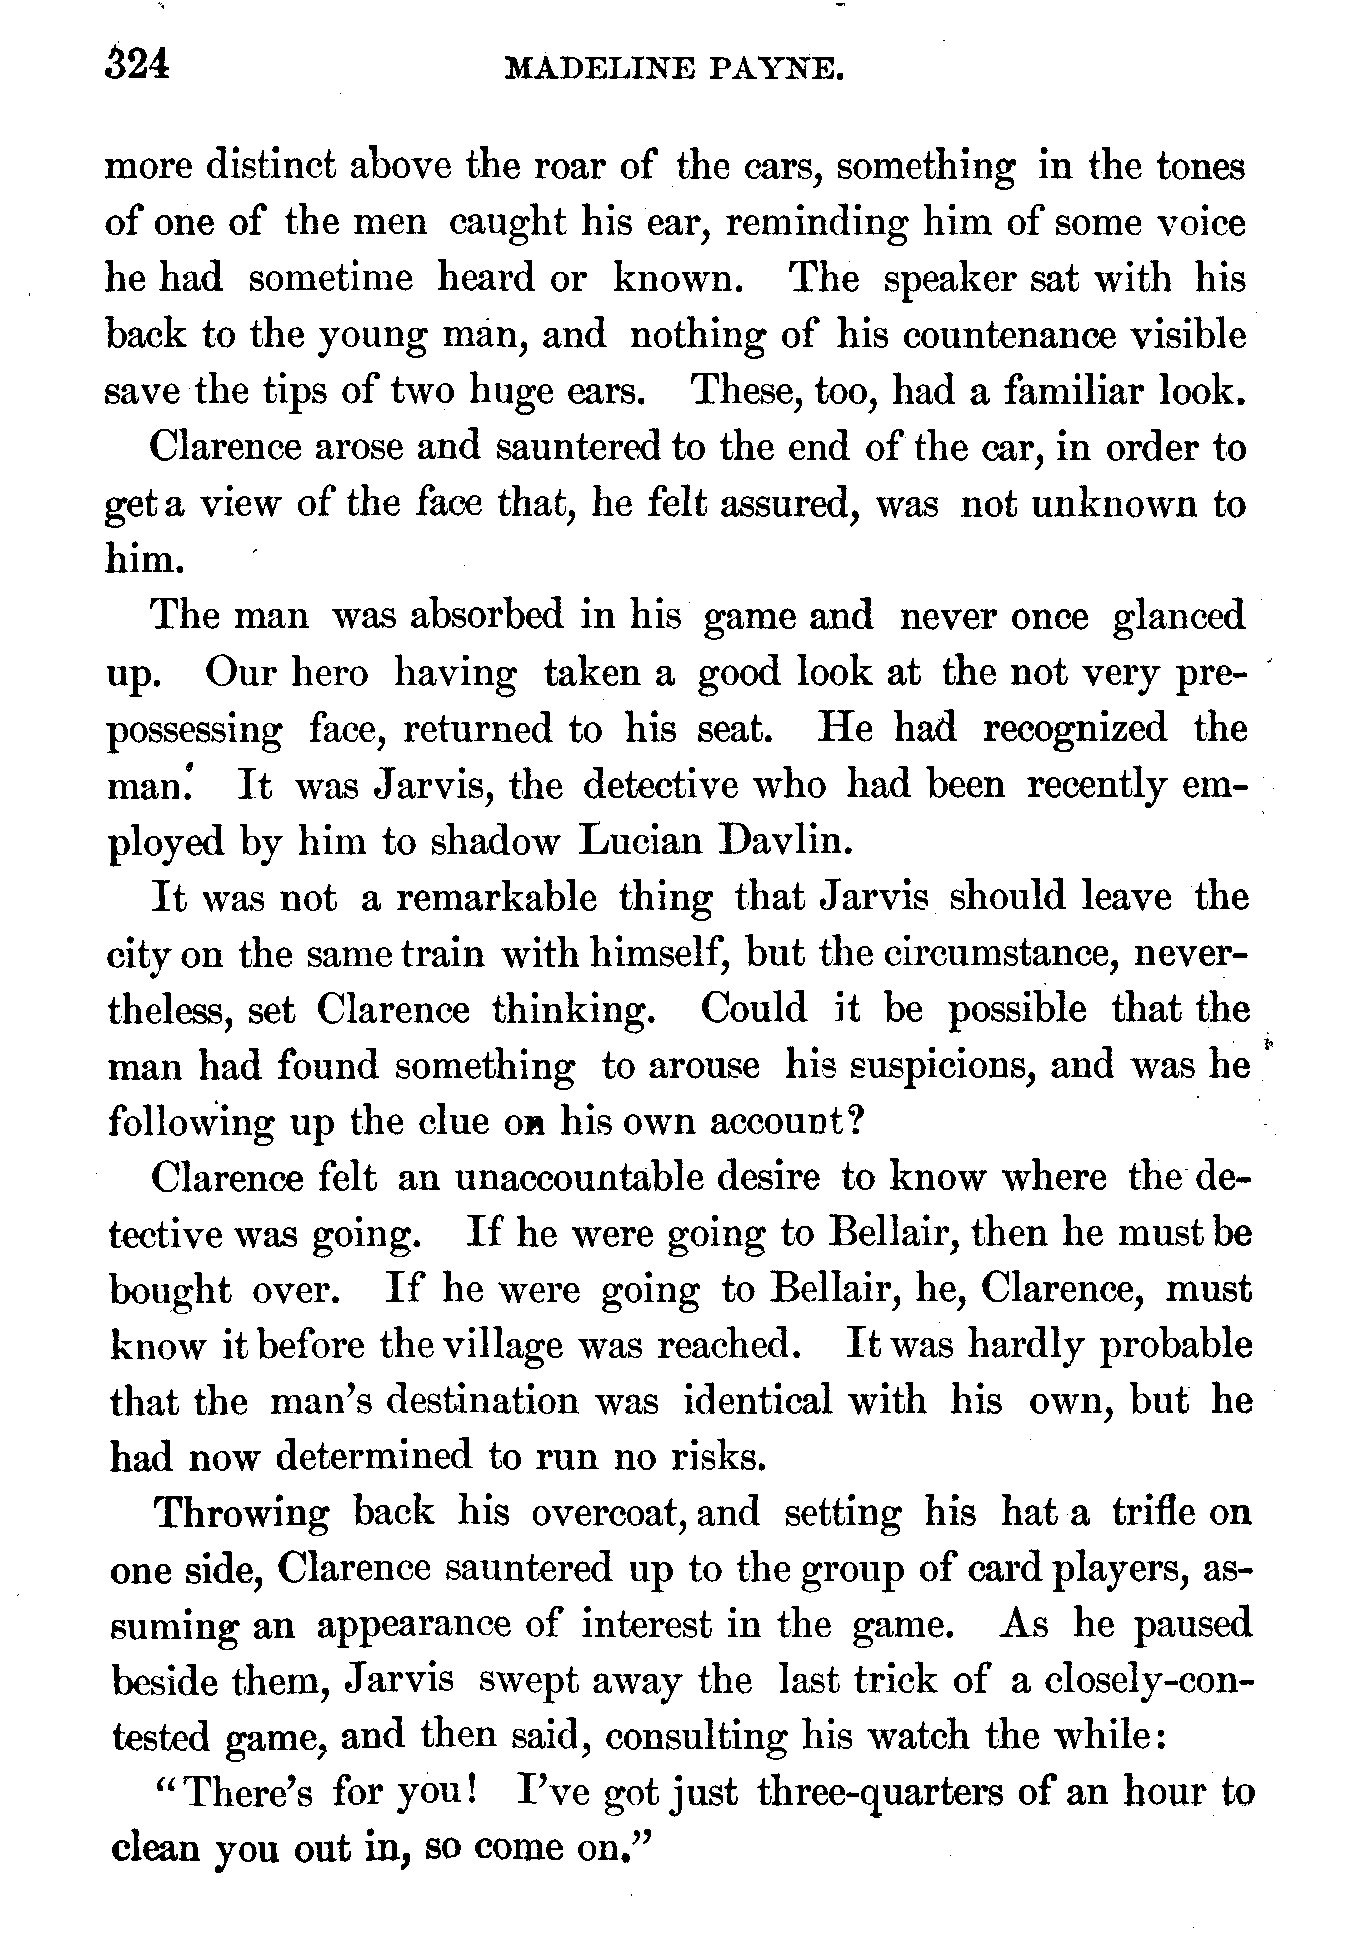 324 MADELINE PAYNE.
more distinct above the roar of the cars, something in the tones
of one of the men caught his ear, reminding him of some voice
he had sometime heard or known. The speaker sat with his
back to the young man, and nothing of his countenance visible
save the tips of two huge ears. These, too, had a familiar look.
Clarence arose and sauntered to the end of the car, in order to
get a view of the face that, he felt assured, was not unknown to
him.
The man was absorbed in his game and never once glanced
up. Our hero having taken a good look at the not very pre-
possessing face, returned to his seat. He had recognized the
man. It was Jarvis, the detective who had been recently em-
ployed by him to shadow Lucian Davlin.
It was not a remarkable thing that Jarvis should leave the
city on the same train with himself, but the circumstance, never-
theless, set Clarence thinking. Could it be possible that the
man had found something to arouse his suspicions, and was he
following up the clue on his own account?
Clarence felt an unaccountable desire to know where the de-
tective was going. If he were going to Bellair, then he must be
bought over. If he were going to Bellair, he, Clarence, must
know it before the village was reached. It was hardly probable
that the man's destination was identical with his own, but he
had now determined to run no risks.
Throwing back his overcoat, and setting his hat a trifle on
one side, Clarence sauntered up to the group of card players, as-
suming an appearance of interest in the game. As he paused
beside them, Jarvis swept away the last trick of a closely-con-
tested game, and then said, consulting his watch the while:
"There's for you! I've got just three-quarters of an hour to
clean you out in, so come on."